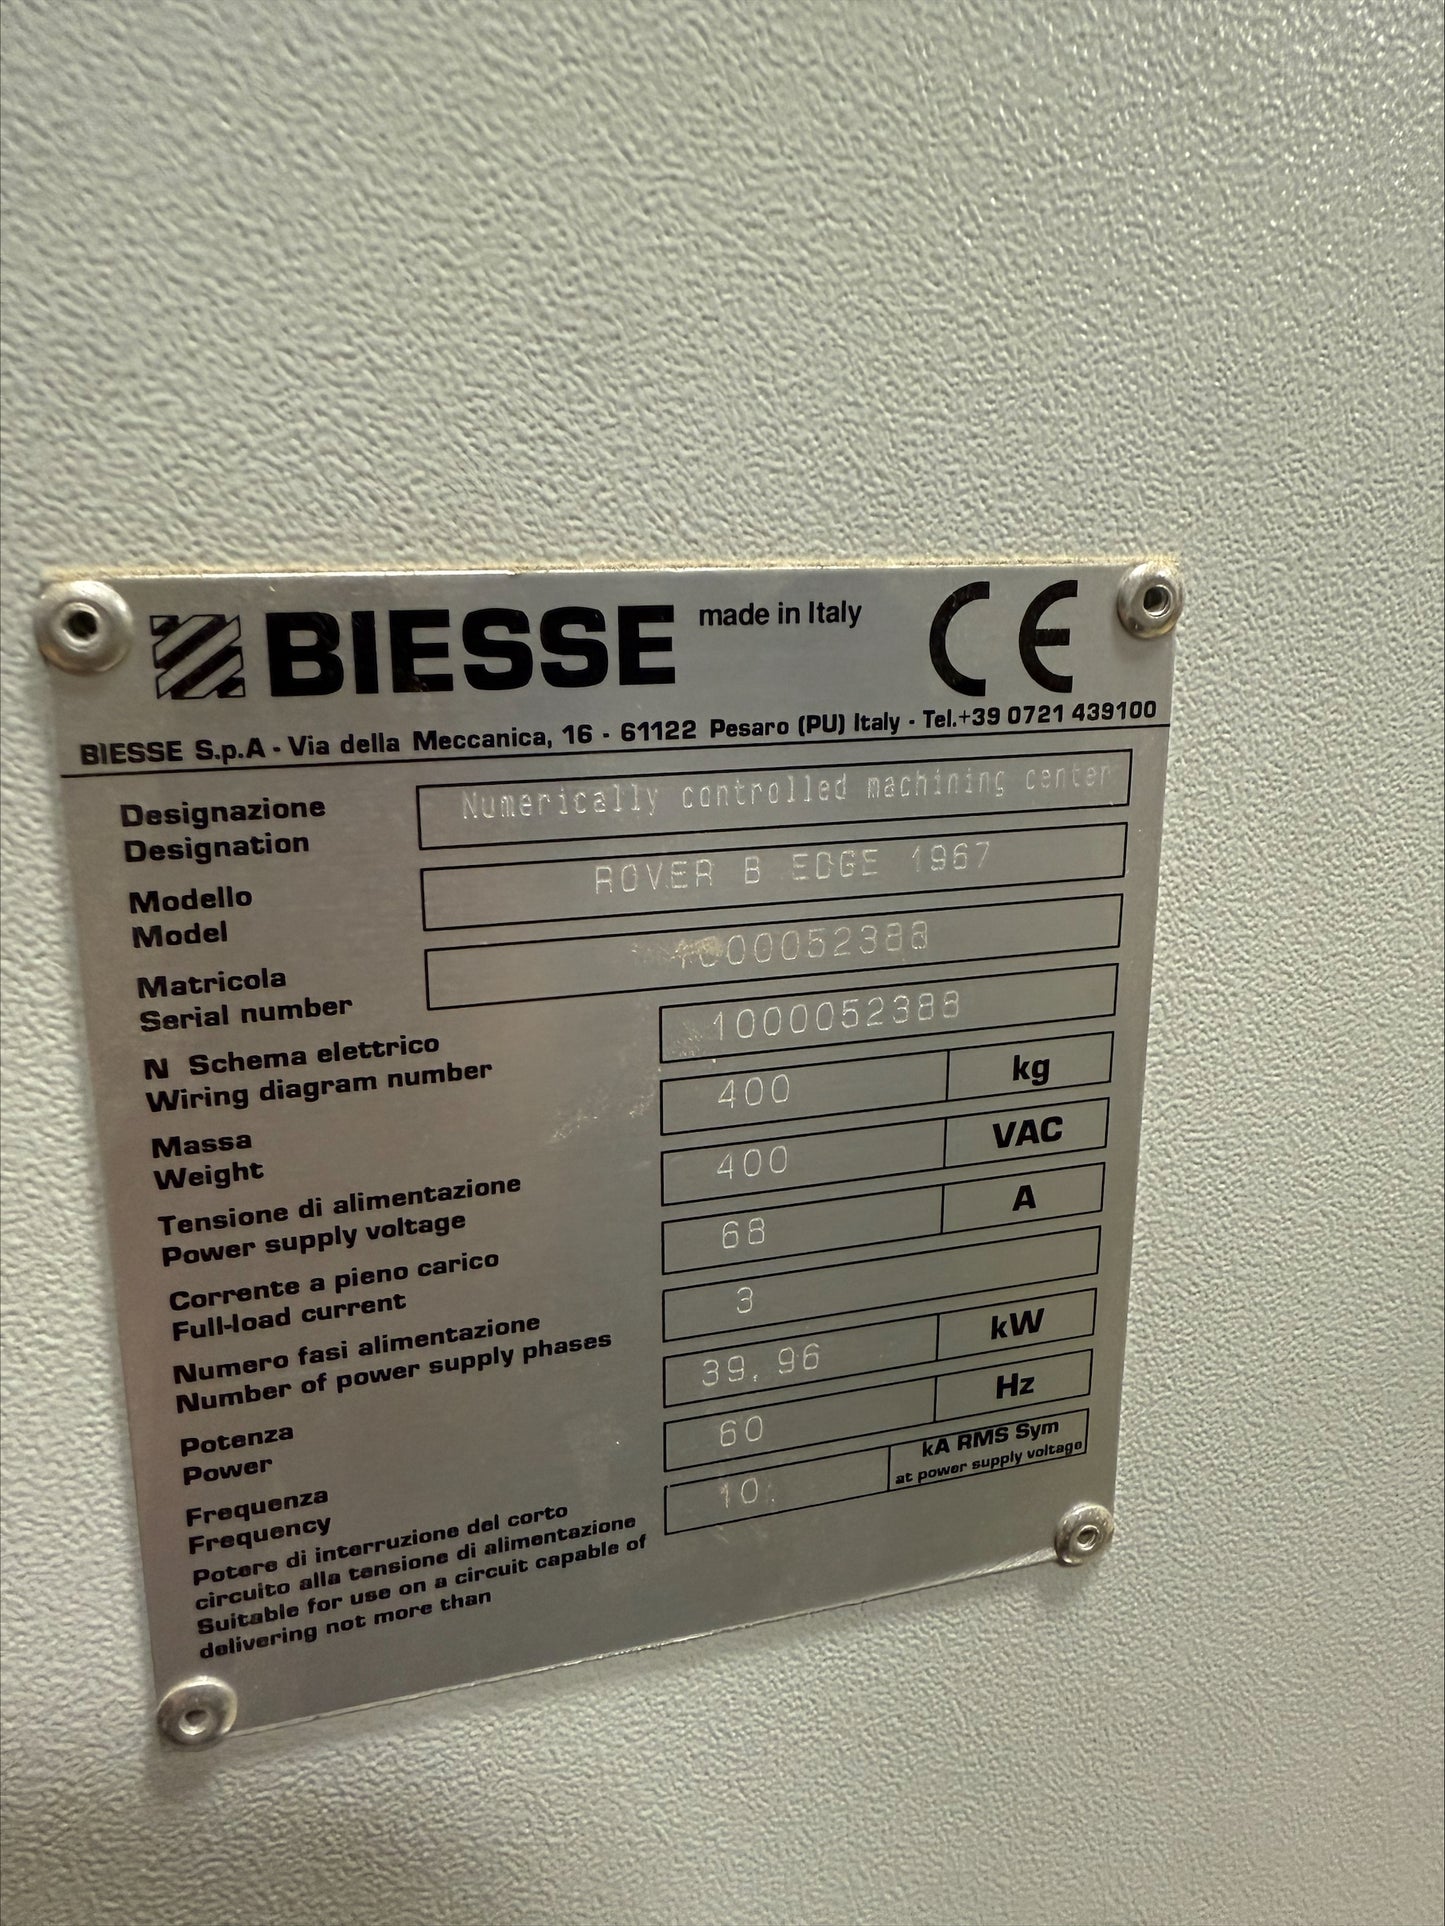 BIESSE made in Italy CE
BIESSE S.p.A - Via della Meccanica, 16 - 61122 Pesaro (PU) Italy - Tel.+39 0721 439100
Designazione
Designation
Numerically controlled machining center
Modello
Model
ROVER B EDGE 1967
Matricola
Serial number
1000052388
N Schema elettrico
Wiring diagram number
1000052388
Massa
Weight
400 kg
Tensione di alimentazione
Power supply voltage
400 VAC
Corrente a pieno carico
Full-load current
68 A
Numero fasi alimentazione
Number of power supply phases
3
Potenza
Power
39,96 kW
Frequenza
Frequency
60 Hz
Potere di interruzione del corto
circuito alla tensione di alimentazione
Suitable for use on a circuit capable of
delivering not more than
10
kA RMS Sym
at power supply voltage